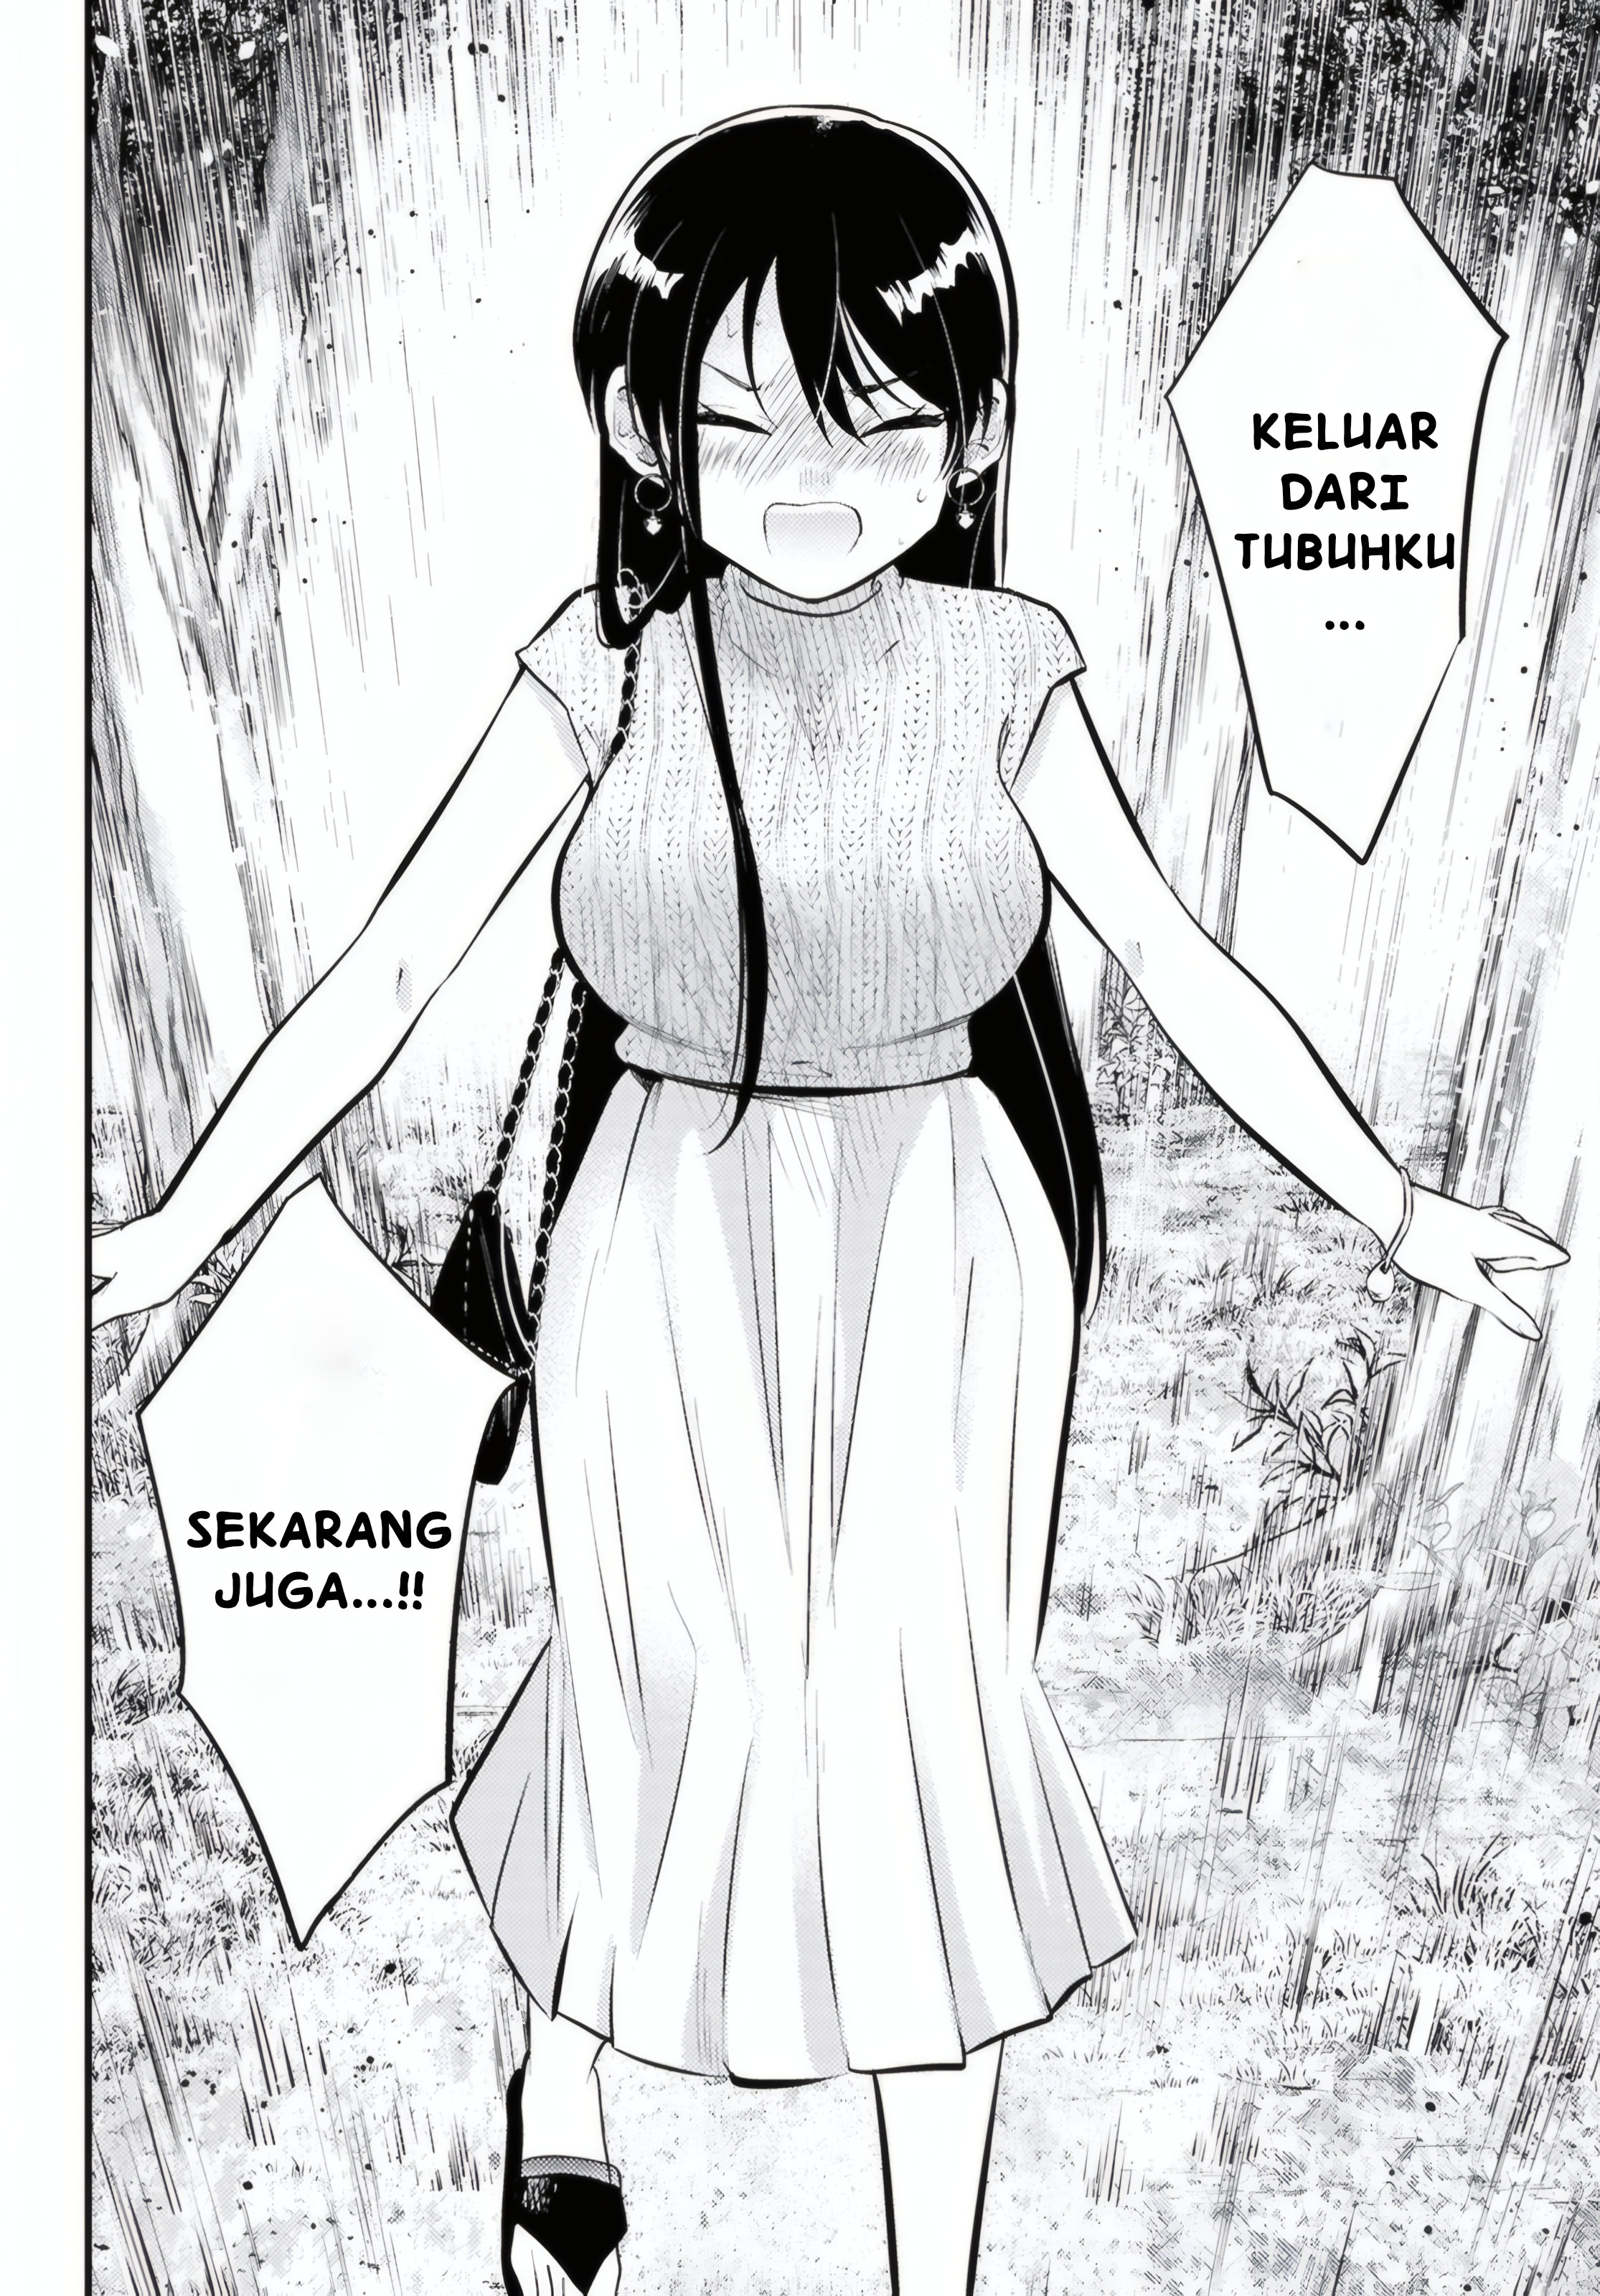 KELUAR
DARI
TUBUHKU
...
SEKARANG
JUGA...!!